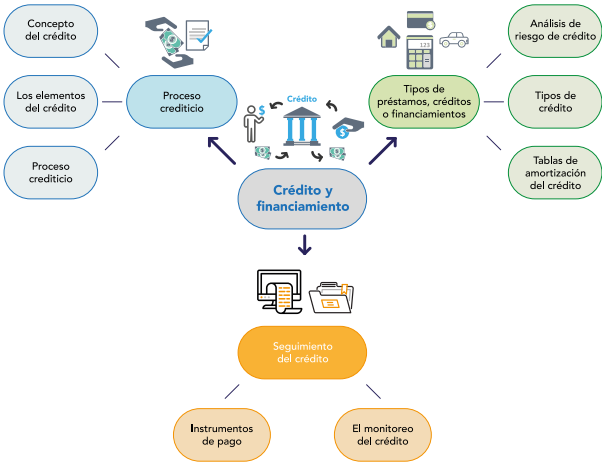 Concepto
del crédito
Los elementos
del crédito
Proceso
crediticio
Proceso
crediticio
Crédito
$
$
Crédito y
financiamiento
123
Tipos de
préstamos, créditos
o financiamientos
Análisis de
riesgo de crédito
Tipos de
crédito
Tablas de
amortización
del crédito
Seguimiento
del crédito
Instrumentos
de pago
El monitoreo
del crédito